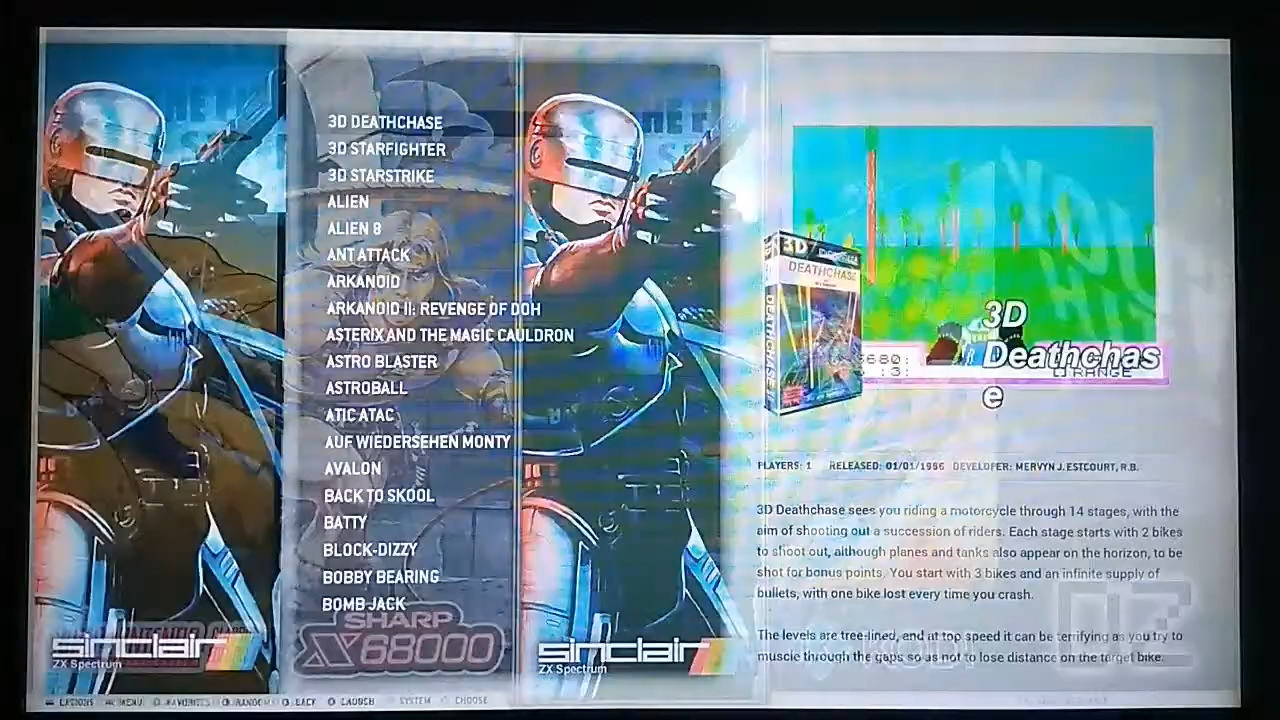 3D DEATHCHASE
3D STARFIGHTER
3D STARSTRIKE
ALIEN
ALIEN 8
ANT ATTACK
ARKANOID
ARKANOID II: REVENGE OF DOH
ASTERIX AND THE MAGIC CAULDRON
ASTRO BLASTER
ASTROBALL
ATIC ATAC
AUF WIEDERSEHEN MONTY
AVALON
BACK TO SKOOL
BATTY
BLOCK-DIZZY
BOBBY BEARING
BOMB JACK
SHARP
X68000
sinclair
ZX Spectrum
sinclair
ZX Spectrum
3D
DEATHCHASE
3D
Deathchas
e
RANGE
PLAYERS: 1 RELEASED: 01/01/1986 DEVELOPER: MERVYN J. ESTCOURT, R.B.
3D Deathchase sees you riding a motorcycle through 14 stages, with the
aim of shooting out a succession of riders. Each stage starts with 2 bikes
to shoot out, although planes and tanks also appear on the horizon, to be
shot for bonus points. You start with 3 bikes and an infinite supply of
bullets, with one bike lost every time you crash.
The levels are tree-lined, and at top speed it can be terrifying as you try to
muscle through the gaps so as not to lose distance on the target bike.
MENU FAVORITES RANDOM BACK LAUNCH SYSTEM CHOOSE